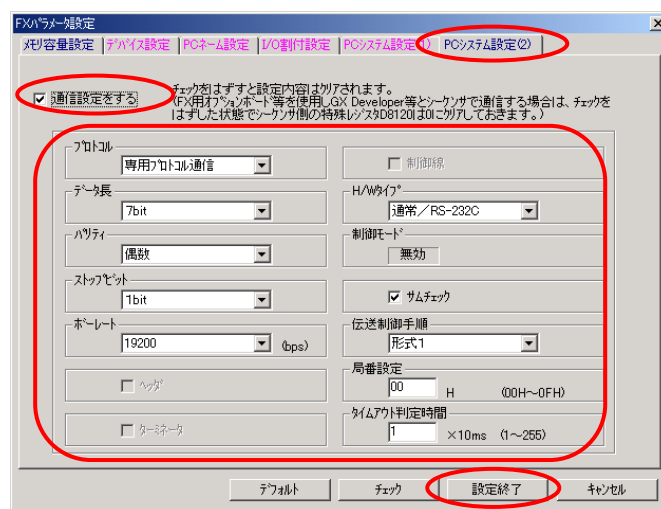 FXﾊﾟﾗﾒｰﾀ設定
ﾒﾓﾘ容量設定 ﾃﾞﾊﾞｲｽ設定 PCﾈｰﾑ設定 I/O割付設定 PCｼｽﾃﾑ設定(1) PCｼｽﾃﾑ設定(2)
通信設定をする
ﾁｪｯｸをはずすと設定内容はｸﾘｱされます。
(FX用ｵﾌﾟｼｮﾝﾎﾞｰﾄﾞ等を使用しGX Developer等とｼｰｹﾝｻで通信する場合は、ﾁｪｯｸを
はずした状態でｼｰｹﾝｻ側の特殊ﾚｼﾞｽﾀD8120は0にｸﾘｱしておきます。)
ﾌﾟﾛﾄｺﾙ
専用ﾌﾟﾛﾄｺﾙ通信
ﾃﾞｰﾀ長
7bit
ﾊﾟﾘﾃｨ
偶数
ｽﾄｯﾌﾟﾋﾞｯﾄ
1bit
ﾎﾞｰﾚｰﾄ
19200 (bps)
ﾍｯﾀﾞ
ﾀｰﾐﾈｰﾀ
制御線
H/Wﾀｲﾌﾟ
通常／RS-232C
制御ﾓｰﾄﾞ
無効
ｻﾑﾁｪｯｸ
伝送制御手順
形式1
局番設定
00 H (00H～0FH)
ﾀｲﾑｱｳﾄ判定時間
1 ×10ms (1～255)
ﾃﾞﾌｫﾙﾄ ﾁｪｯｸ 設定終了 ｷｬﾝｾﾙ